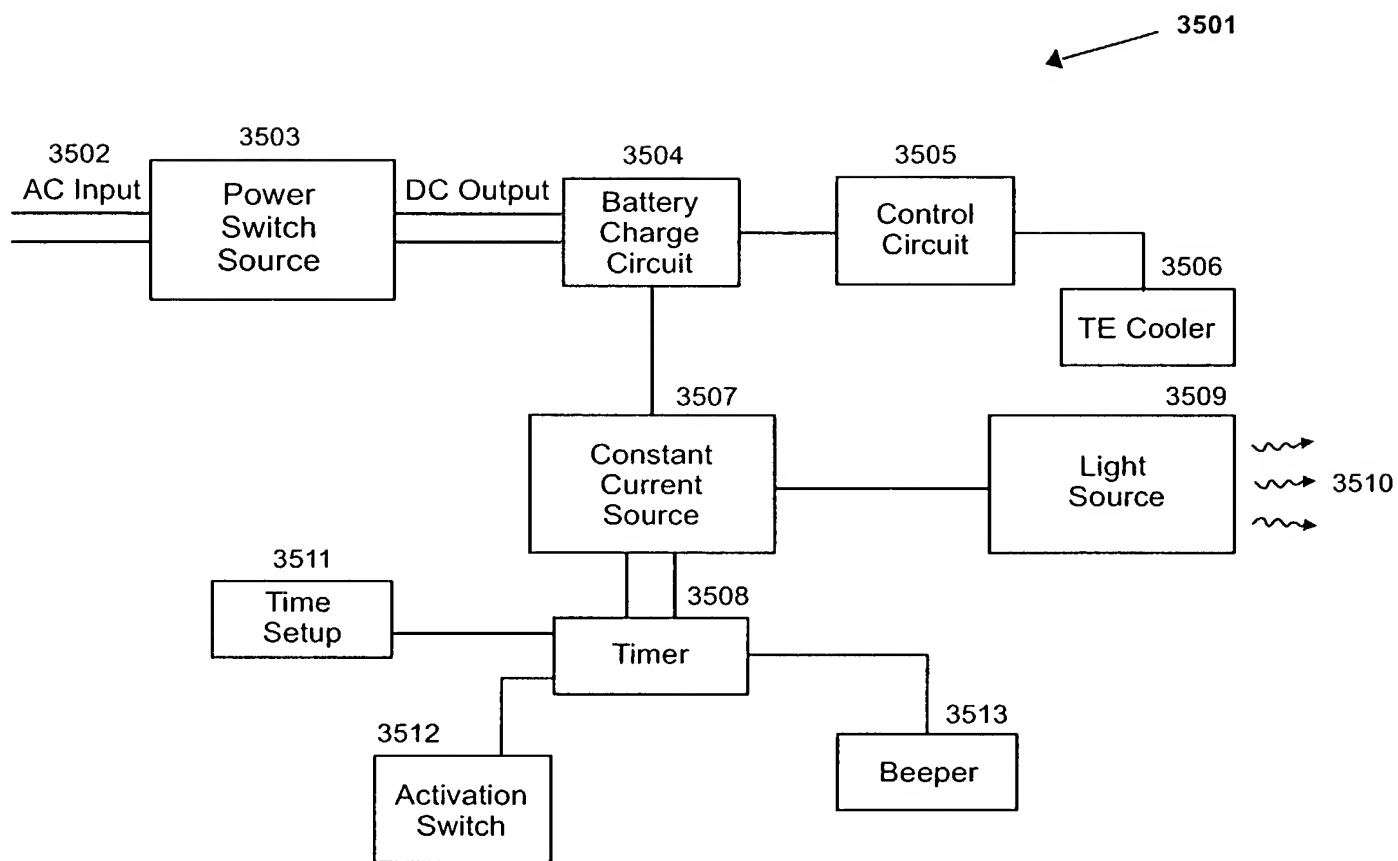 3501
3502
AC Input
3503
Power
Switch
Source
DC Output
3504
Battery
Charge
Circuit
3505
Control
Circuit
3506
TE Cooler
3507
Constant
Current
Source
3509
Light
Source
3510
3511
Time
Setup
3508
Timer
3512
Activation
Switch
3513
Beeper